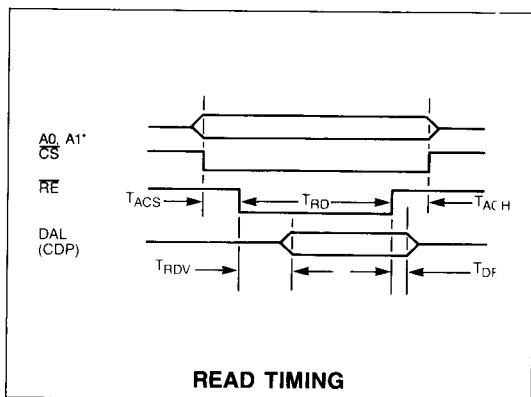 A0, A1*
CS
RE
TACS
TRD
TACH
DAL
(CDP)
TRDV
TDF
READ TIMING